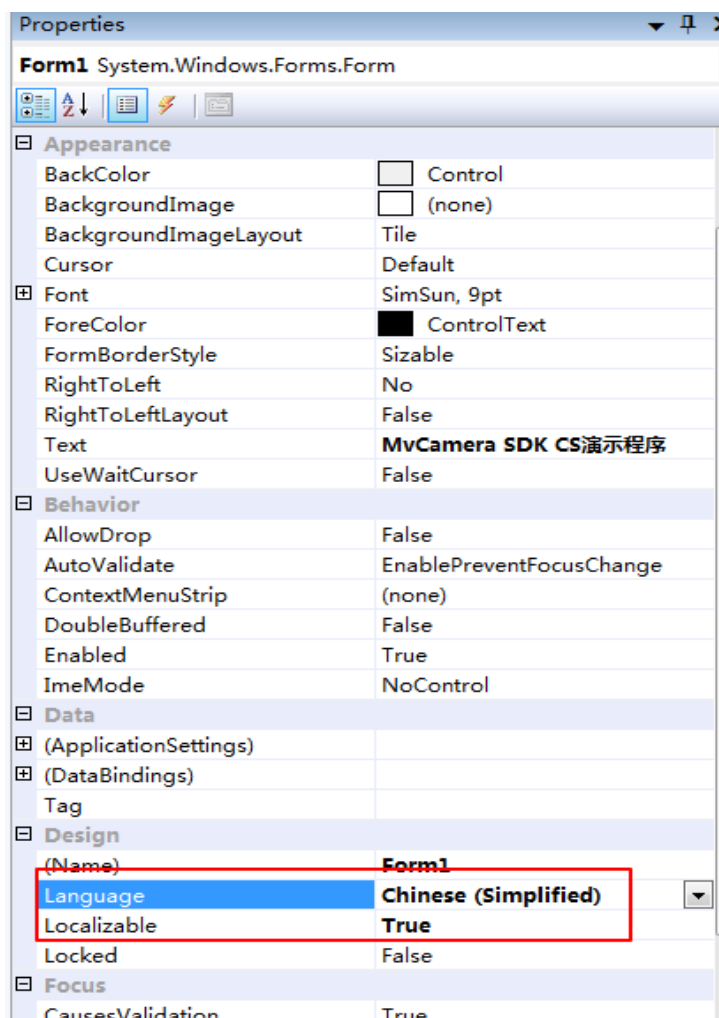 Properties
Form1 System.Windows.Forms.Form
Appearance
BackColor Control
BackgroundImage (none)
BackgroundImageLayout Tile
Cursor Default
Font SimSun, 9pt
ForeColor ControlText
FormBorderStyle Sizable
RightToLeft No
RightToLeftLayout False
Text MvCamera SDK CS演示程序
UseWaitCursor False
Behavior
AllowDrop False
AutoValidate EnablePreventFocusChange
ContextMenuStrip (none)
DoubleBuffered False
Enabled True
ImeMode NoControl
Data
(ApplicationSettings)
(DataBindings)
Tag
Design
(Name) Form1
Language Chinese (Simplified)
Localizable True
Locked False
Focus
CausesValidation True